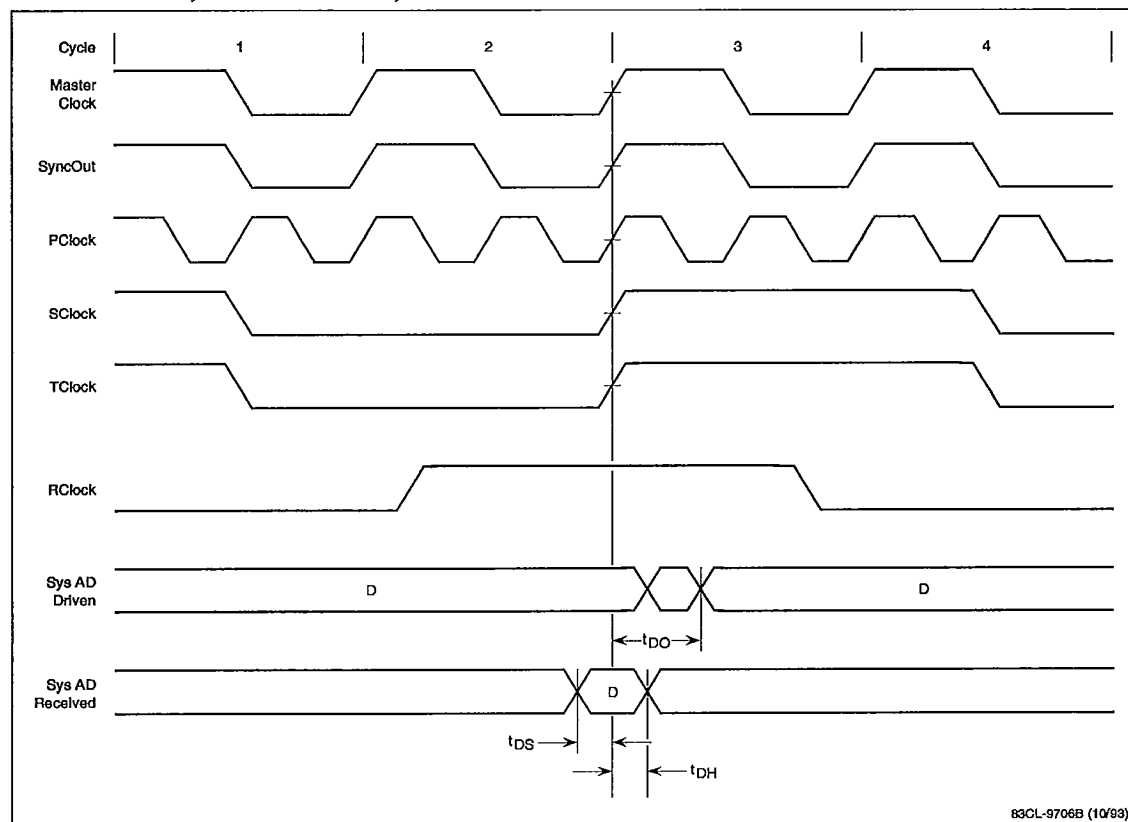 Cycle 1 2 3 4
Master
Clock
SyncOut
PClock
SClock
TClock
RClock
Sys AD
Driven
D D
tDO
Sys AD
Received
D
tDS
tDH
83CL-9706B (10/93)